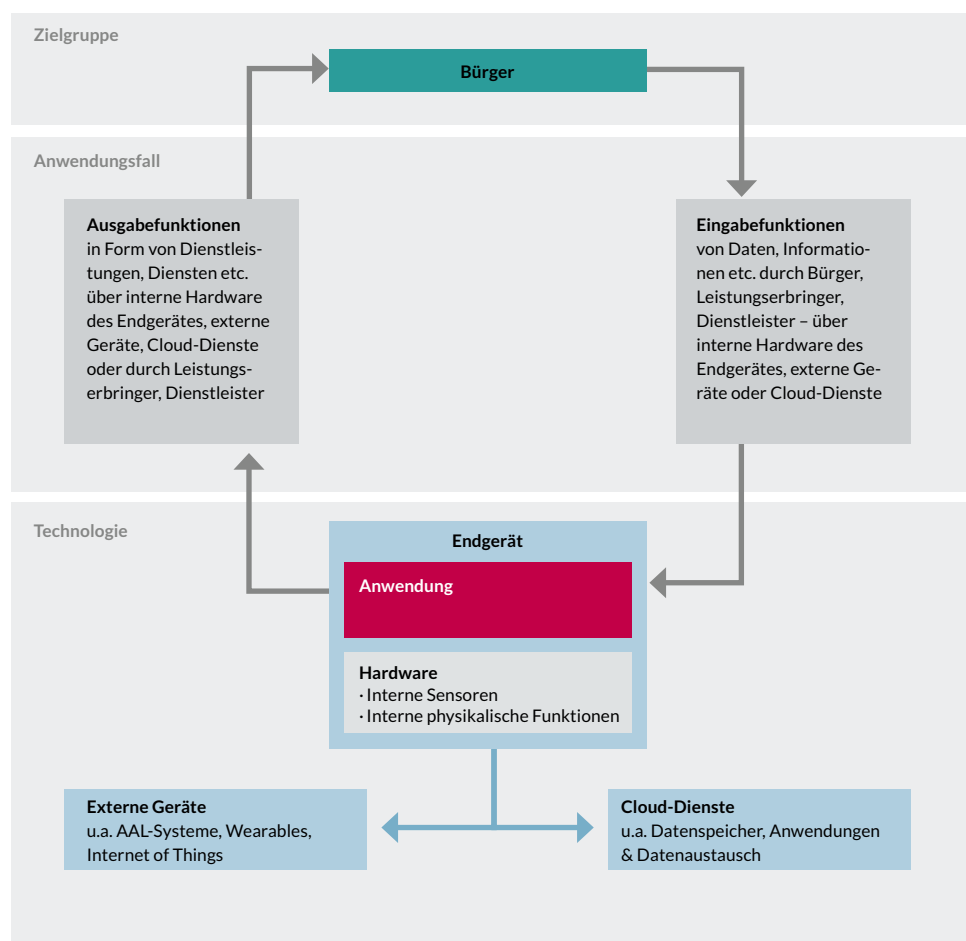 Zielgruppe
Bürger
Anwendungsfall
Ausgabefunktionen
in Form von Dienstleis-
tungen, Diensten etc.
über interne Hardware
des Endgerätes, externe
Geräte, Cloud-Dienste
oder durch Leistungs-
erbringer, Dienstleister
Eingabefunktionen
von Daten, Informatio-
nen etc. durch Bürger,
Leistungserbringer,
Dienstleister – über
interne Hardware des
Endgerätes, externe Ge-
räte oder Cloud-Dienste
Technologie
Endgerät
Anwendung
Hardware
· Interne Sensoren
· Interne physikalische Funktionen
Externe Geräte
u.a. AAL-Systeme, Wearables,
Internet of Things
Cloud-Dienste
u.a. Datenspeicher, Anwendungen
& Datenaustausch